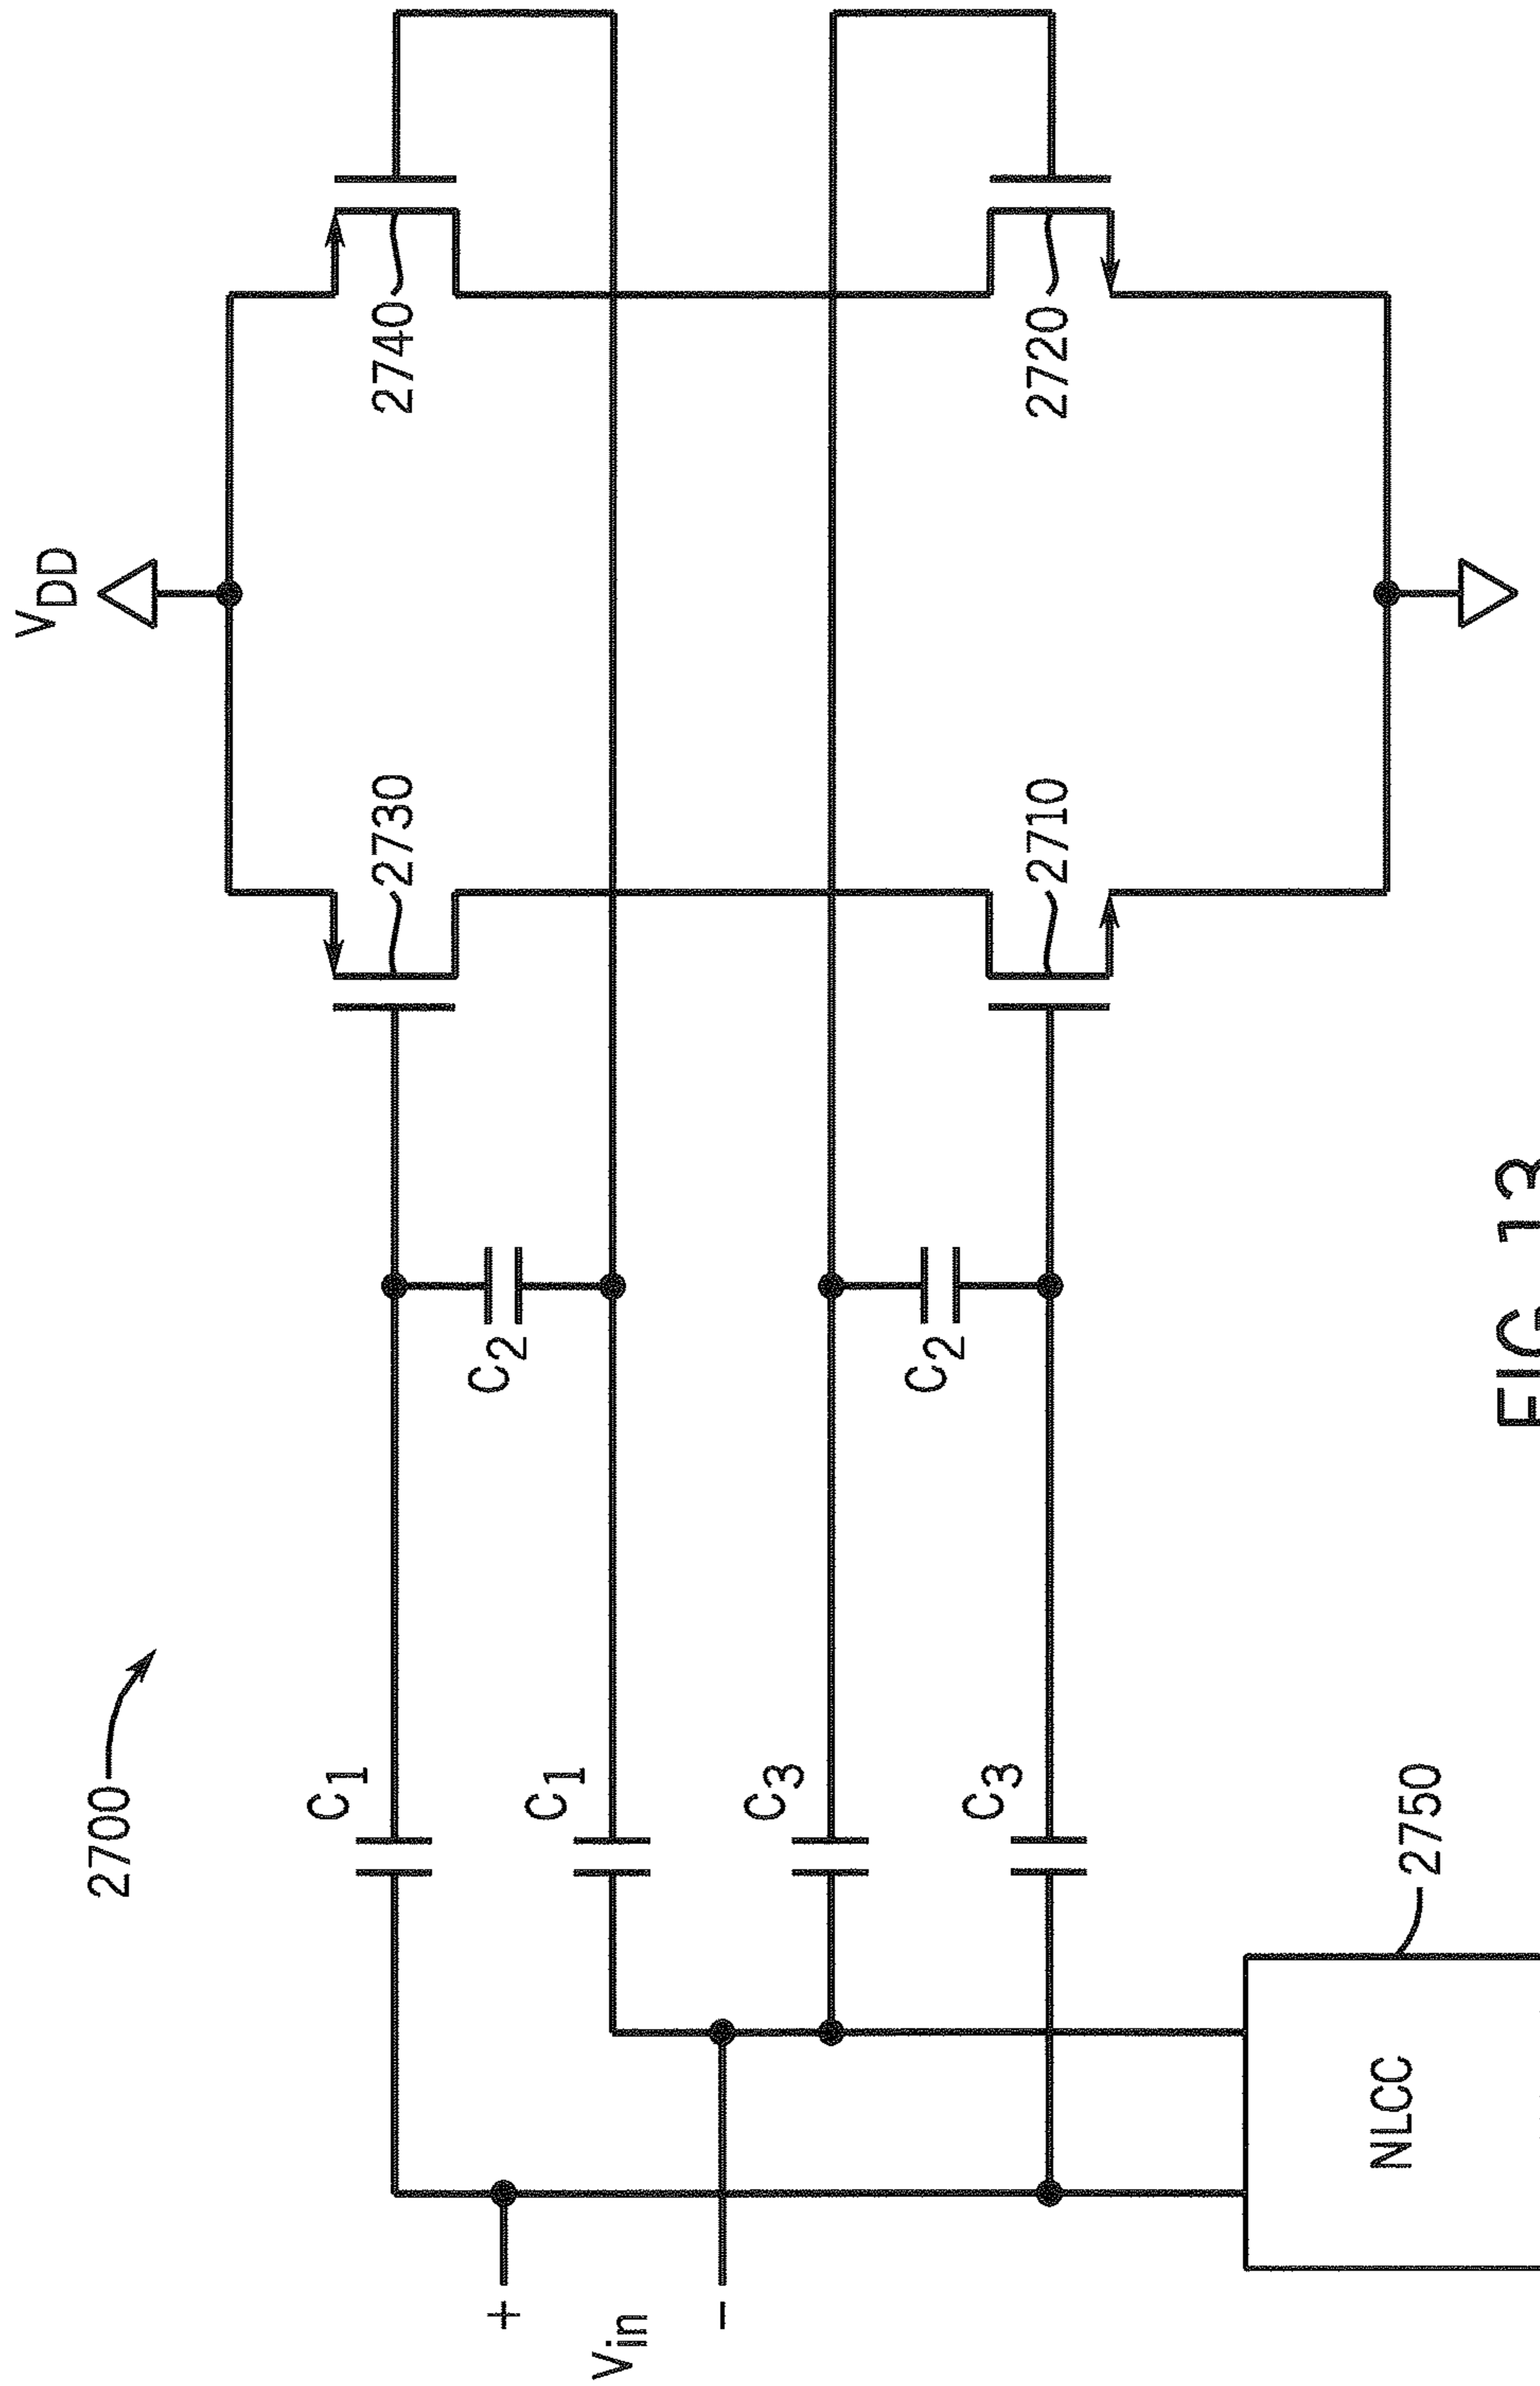 2700
V_DD
2730
2740
C_1
C_2
C_1
C_3
C_2
C_3
2710
2720
+
V_in
−
NLCC
2750
FIG. 13